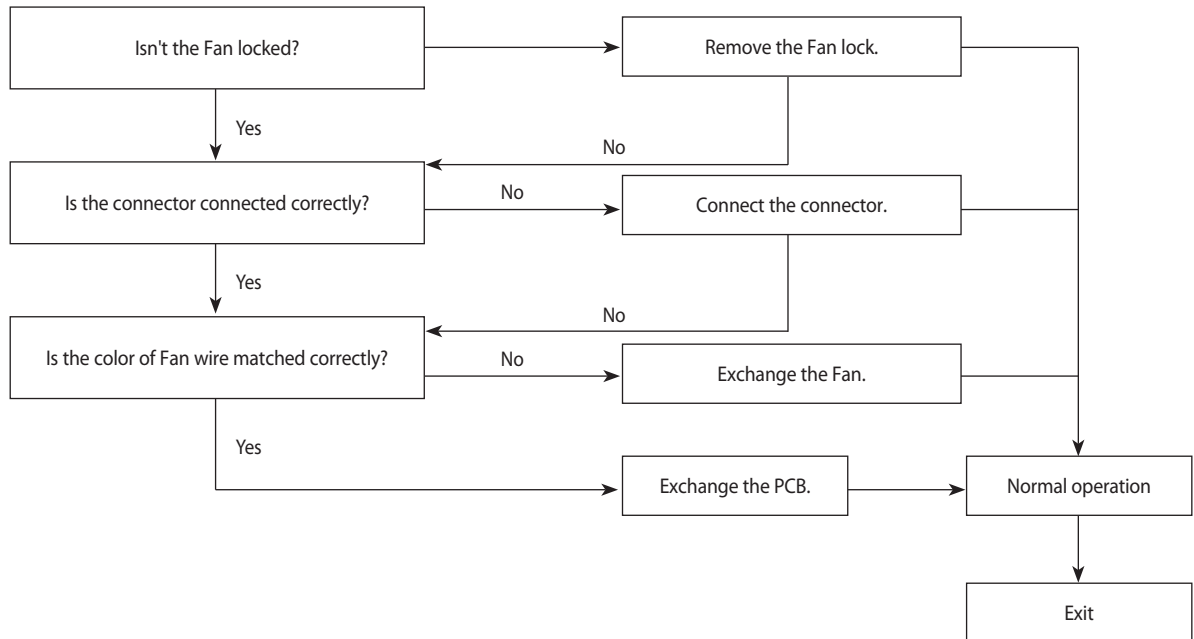 Isn't the Fan locked?
Remove the Fan lock.
Yes
No
Is the connector connected correctly?
No
Connect the connector.
Yes
No
Is the color of Fan wire matched correctly?
No
Exchange the Fan.
Yes
Exchange the PCB.
Normal operation
Exit